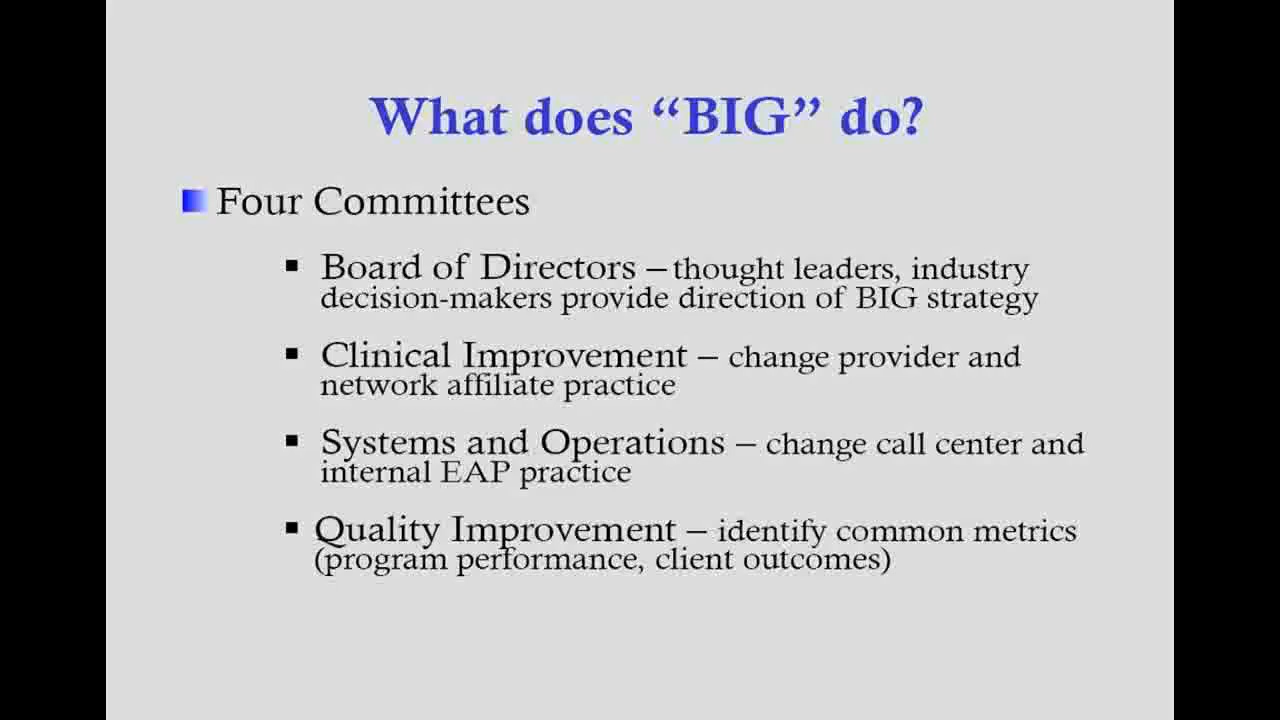 What does “BIG” do?
Four Committees
▪ Board of Directors – thought leaders, industry
decision-makers provide direction of BIG strategy
▪ Clinical Improvement – change provider and
network affiliate practice
▪ Systems and Operations – change call center and
internal EAP practice
▪ Quality Improvement – identify common metrics
(program performance, client outcomes)